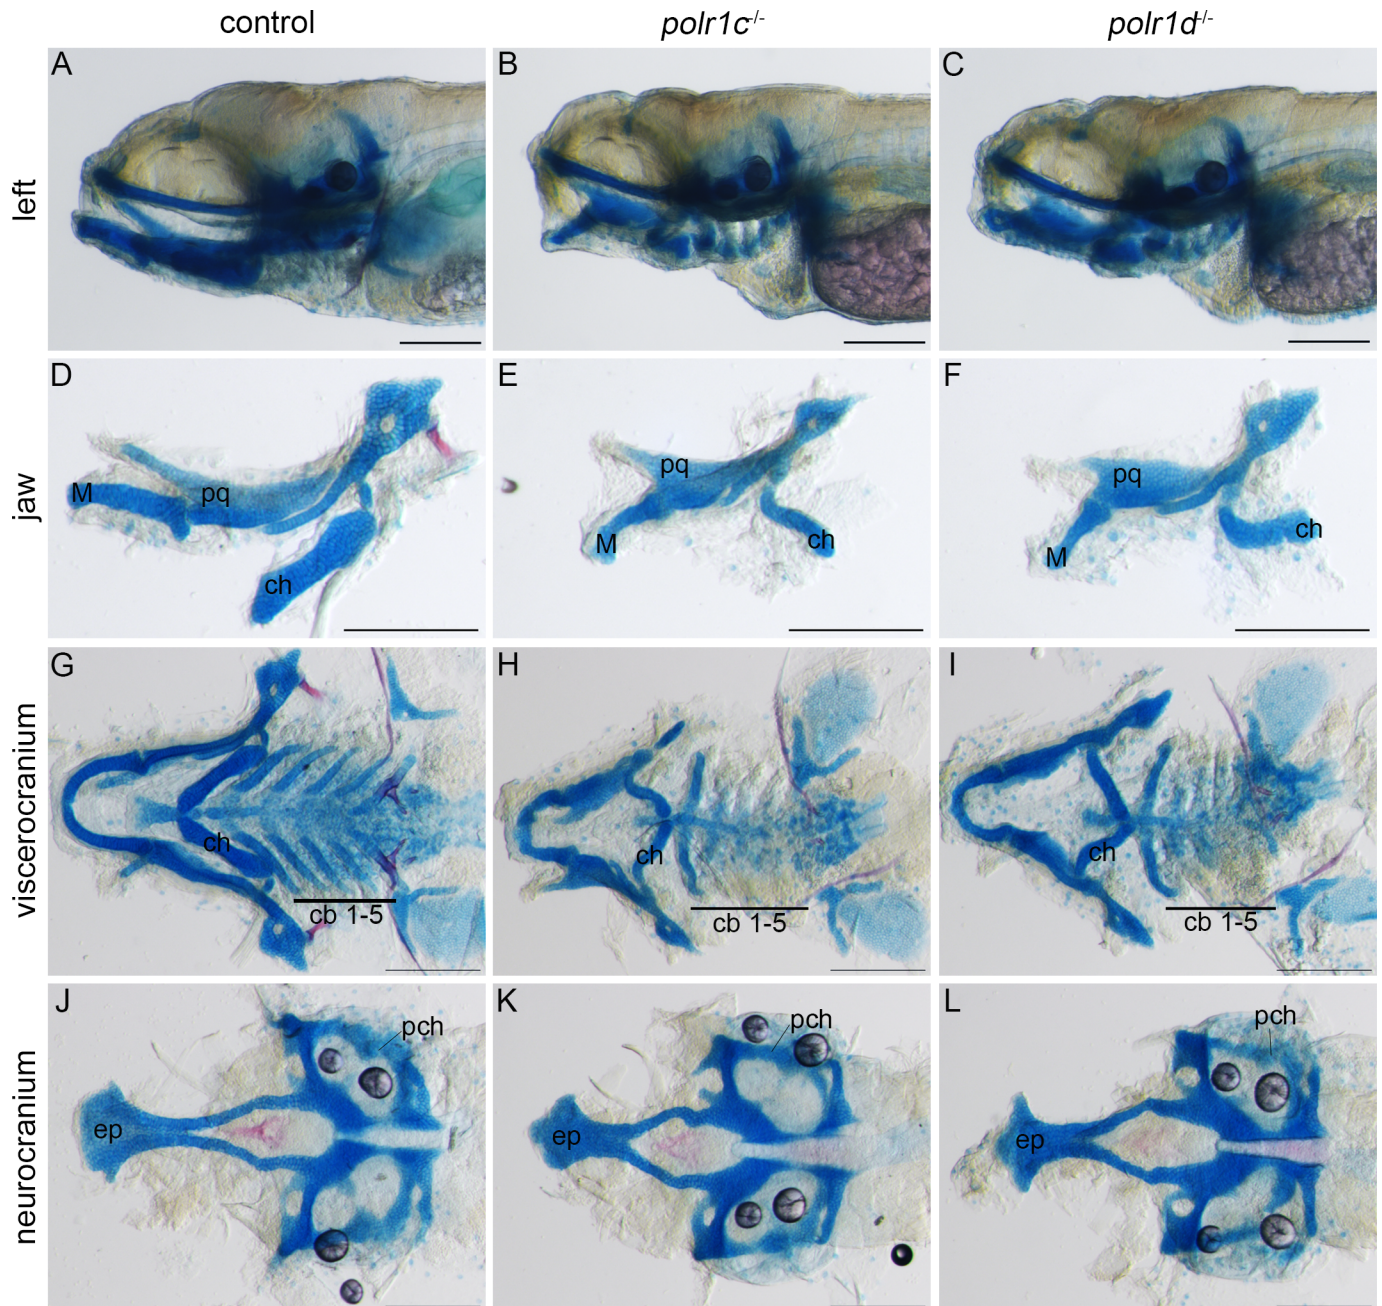 control polr1c-/- polr1d-/-
left
A B C
jaw
D E F
M pq ch
pq M ch
pq M ch
viscerocranium
G H I
ch ch ch
cb 1-5 cb 1-5 cb 1-5
neurocranium
J K L
pch pch pch
ep ep ep